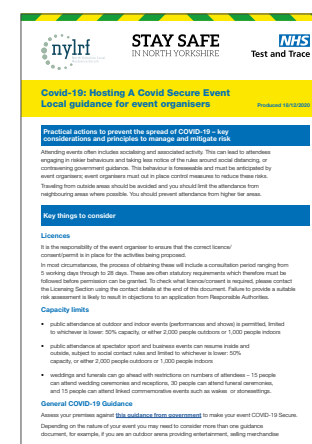 nylrf
STAY SAFE
IN NORTH YORKSHIRE
NHS
Test and Trace
Covid-19: Hosting A Covid Secure Event
Local guidance for event organisers
Produced 18/12/2020
Practical actions to prevent the spread of COVID-19 – key
considerations and principles to manage and mitigate risk
Attending events often includes socialising and associated activity. This can lead to attendees
engaging in riskier behaviours and taking less notice of the rules around social distancing, or
contravening government guidance. This behaviour is foreseeable and must be anticipated by
event organisers; event organisers must out in place control measures to reduce these risks.
Traveling from outside areas should be avoided and you should limit the attendance from
neighbouring areas where possible. You should prevent attendance from higher tier areas.
Key things to consider
Licences
It is the responsibility of the event organiser to ensure that the correct licence/
consent/permit is in place for the activities being proposed.
In most circumstances, the process of obtaining these will include a consultation period ranging from
5 working days through to 28 days. These are often statutory requirements which therefore must be
followed before permission can be granted. To check what licence/consent is required, please contact
the Licensing Section using the contact details at the end of this document. Failure to provide a suitable
risk assessment is likely to result in objections to an application from Responsible Authorities.
Capacity limits
• public attendance at outdoor and indoor events (performances and shows) is permitted, limited
to whichever is lower: 50% capacity, or either 2,000 people outdoors or 1,000 people indoors
• public attendance at spectator sport and business events can resume inside and
outside, subject to social contact rules and limited to whichever is lower: 50%
capacity, or either 2,000 people outdoors or 1,000 people indoors
• weddings and funerals can go ahead with restrictions on numbers of attendees – 15 people
can attend wedding ceremonies and receptions, 30 people can attend funeral ceremonies,
and 15 people can attend linked commemorative events such as wakes or stonesettings.
General COVID-19 Guidance
Assess your premises against this guidance from government to make your event COVID-19 Secure.
Depending on the nature of your event you may need to consider more than one guidance
document, for example, if you are an outdoor arena providing entertainment, selling merchandise